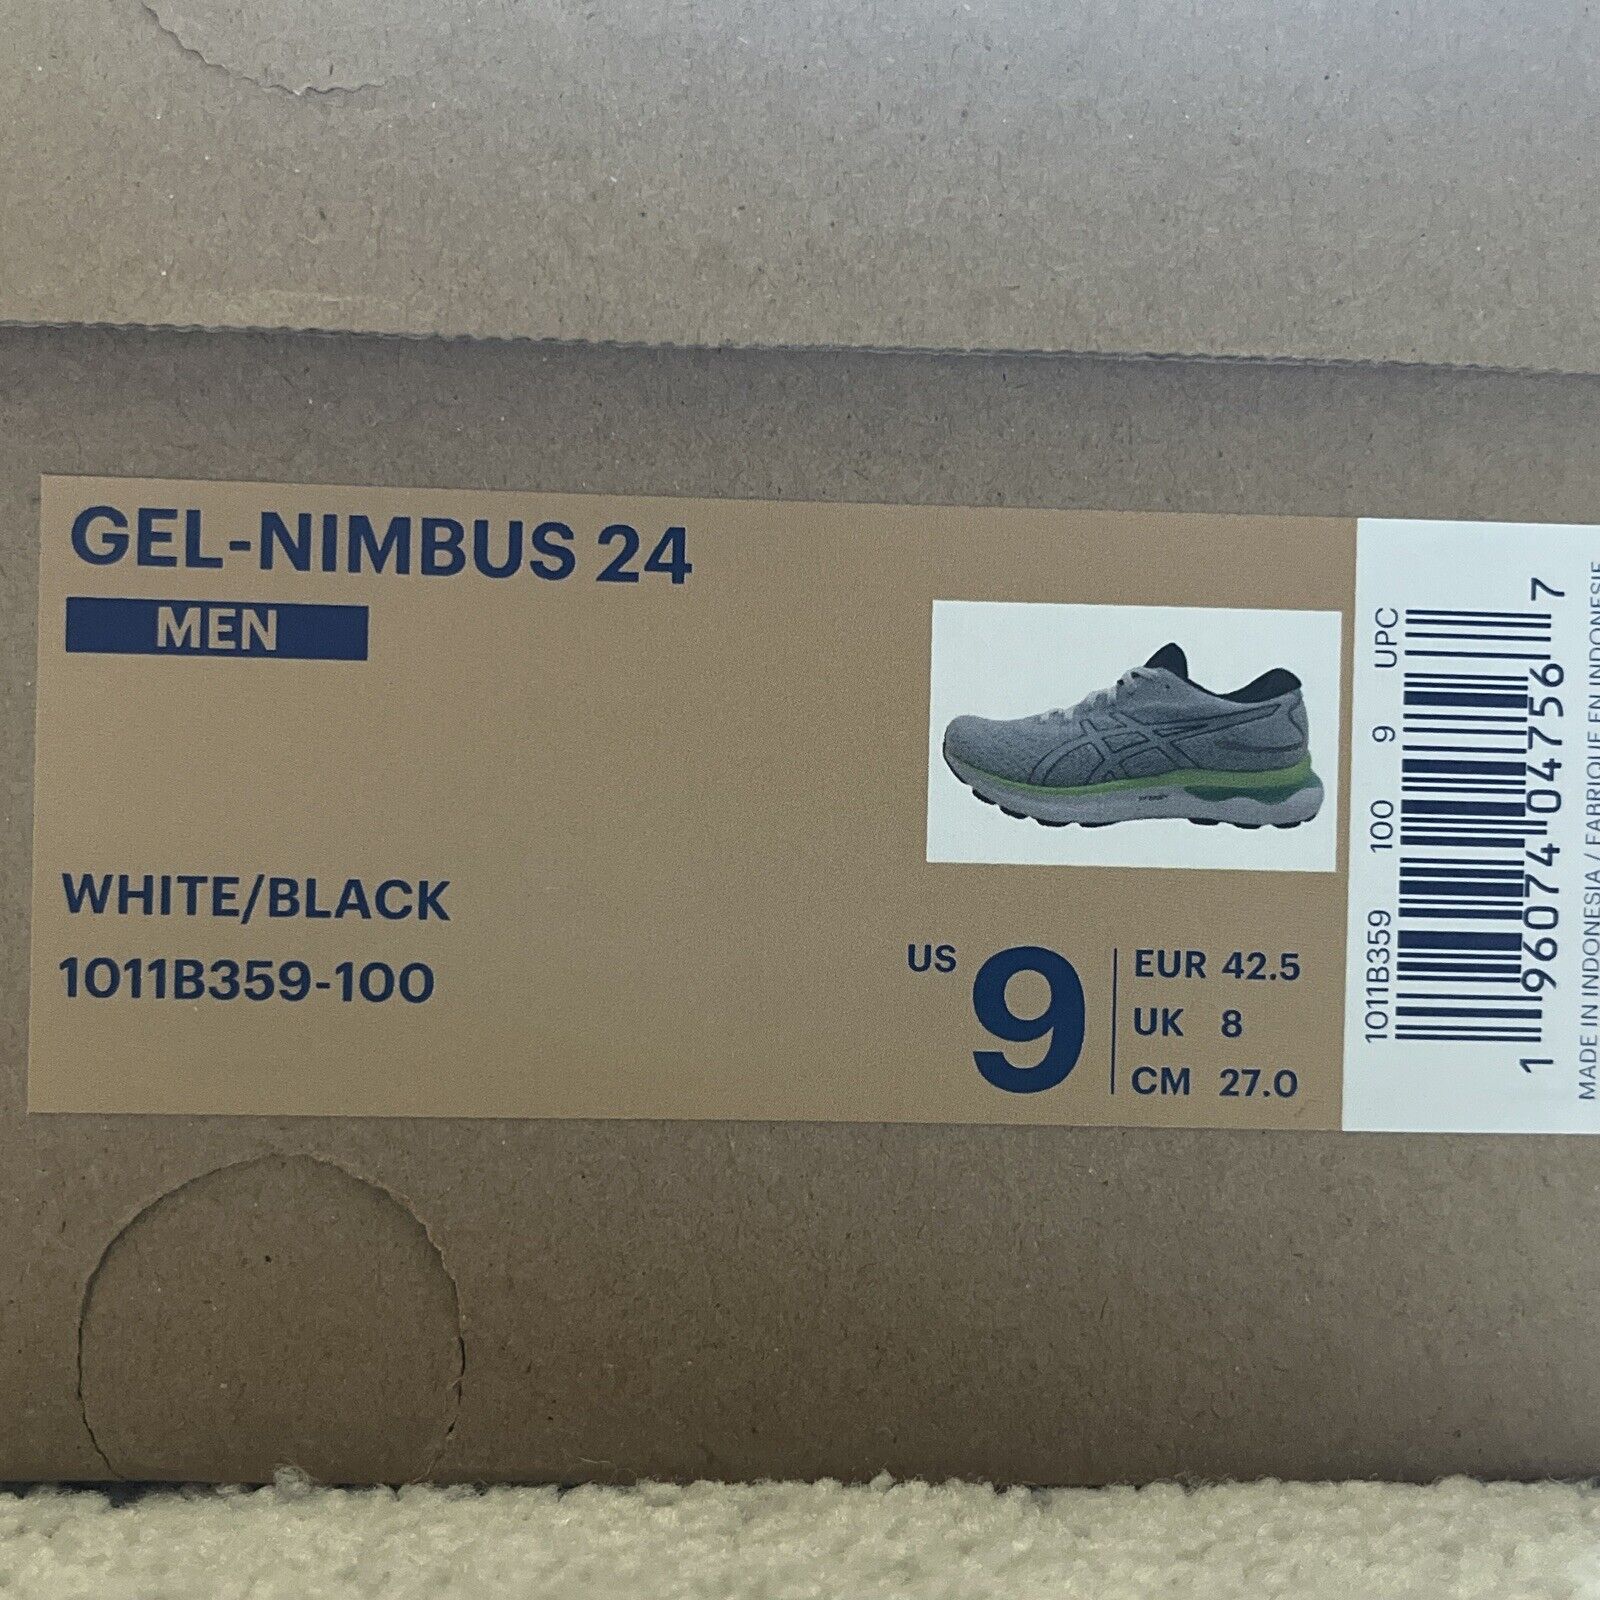 GEL-NIMBUS 24
MEN
WHITE/BLACK
1011B359-100
US 9
EUR 42.5
UK 8
CM 27.0
1011B359 100 9 UPC
1 96074 04756 7
MADE IN INDONESIA / FABRIQUE EN INDONESIE